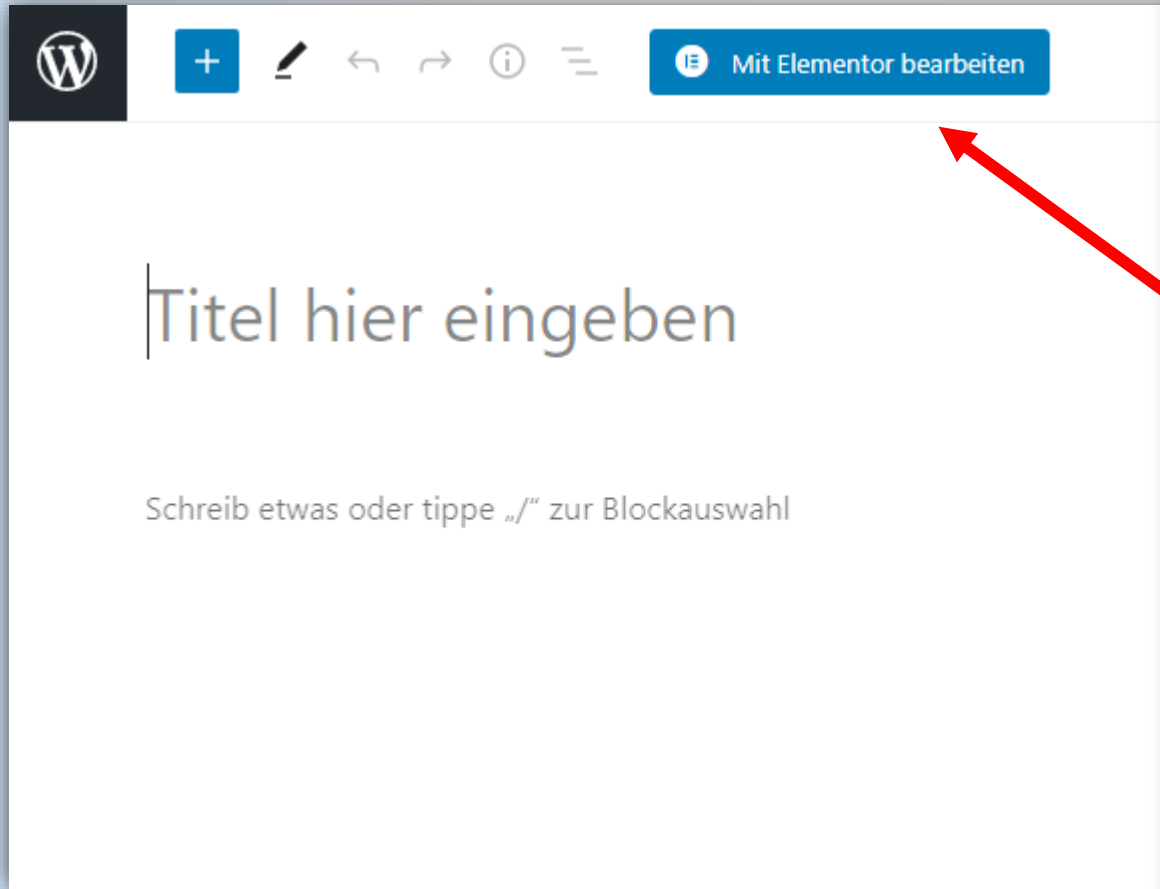 Mit Elementor bearbeiten
Titel hier eingeben
Schreib etwas oder tippe „/“ zur Blockauswahl